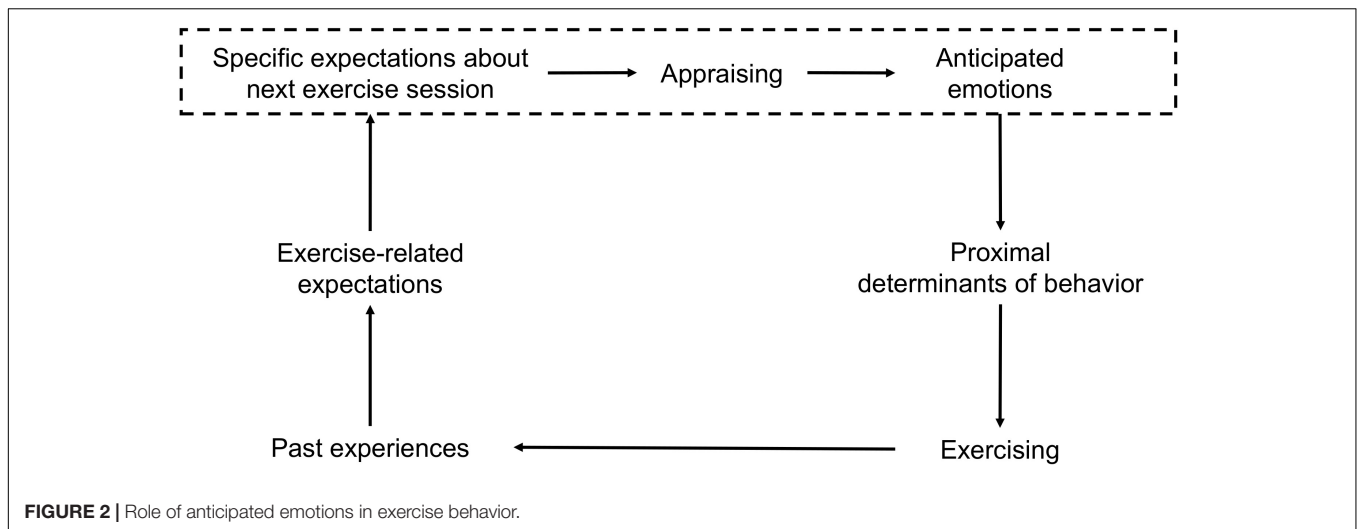 Specific expectations about
next exercise session
Appraising
Anticipated
emotions
Exercise-related
expectations
Proximal
determinants of behavior
Past experiences
Exercising
FIGURE 2 | Role of anticipated emotions in exercise behavior.